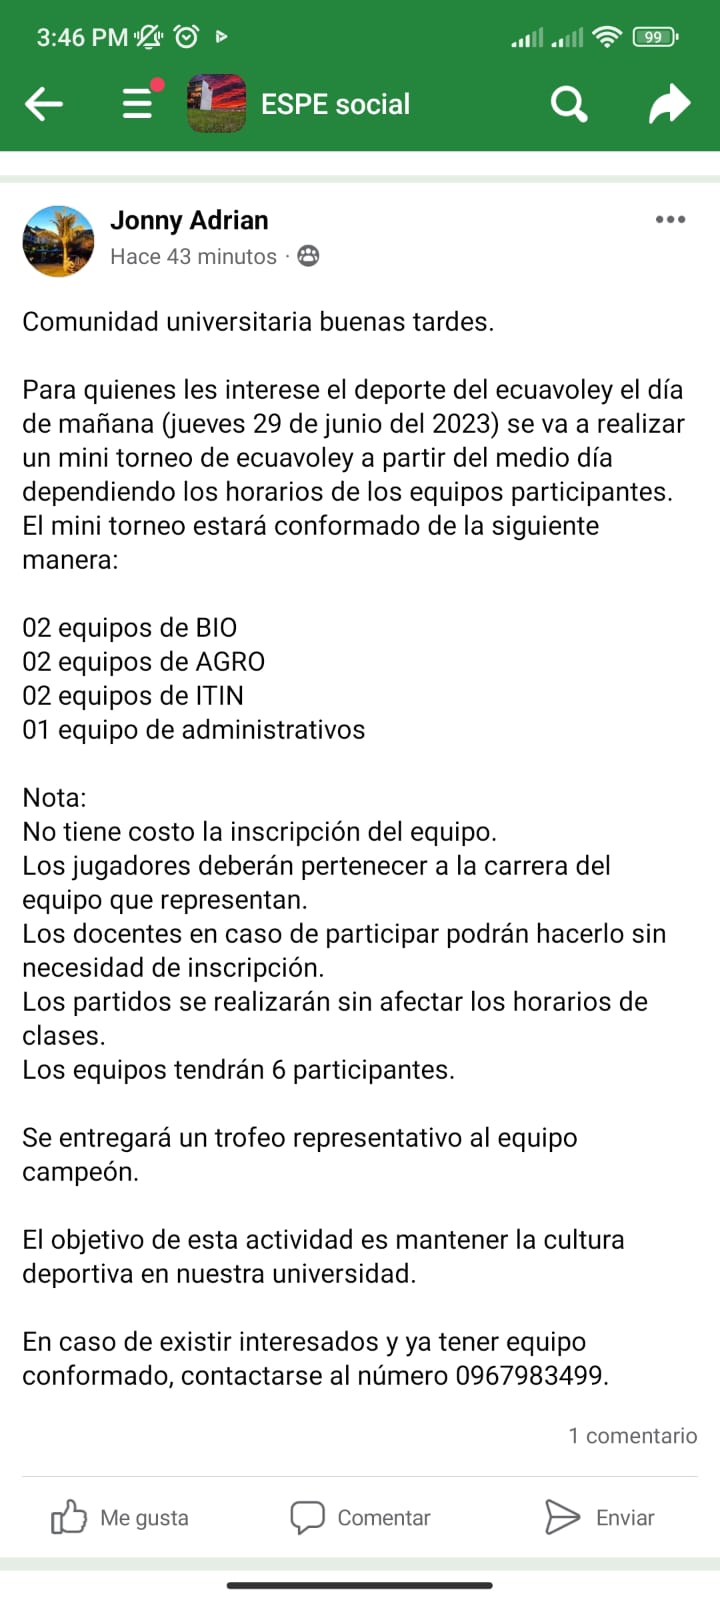 3:46 PM
99
ESPE social
Jonny Adrian
Hace 43 minutos ·
Comunidad universitaria buenas tardes.
Para quienes les interese el deporte del ecuavoley el día
de mañana (jueves 29 de junio del 2023) se va a realizar
un mini torneo de ecuavoley a partir del medio día
dependiendo los horarios de los equipos participantes.
El mini torneo estará conformado de la siguiente
manera:
02 equipos de BIO
02 equipos de AGRO
02 equipos de ITIN
01 equipo de administrativos
Nota:
No tiene costo la inscripción del equipo.
Los jugadores deberán pertenecer a la carrera del
equipo que representan.
Los docentes en caso de participar podrán hacerlo sin
necesidad de inscripción.
Los partidos se realizarán sin afectar los horarios de
clases.
Los equipos tendrán 6 participantes.
Se entregará un trofeo representativo al equipo
campeón.
El objetivo de esta actividad es mantener la cultura
deportiva en nuestra universidad.
En caso de existir interesados y ya tener equipo
conformado, contactarse al número 0967983499.
1 comentario
Me gusta
Comentar
Enviar